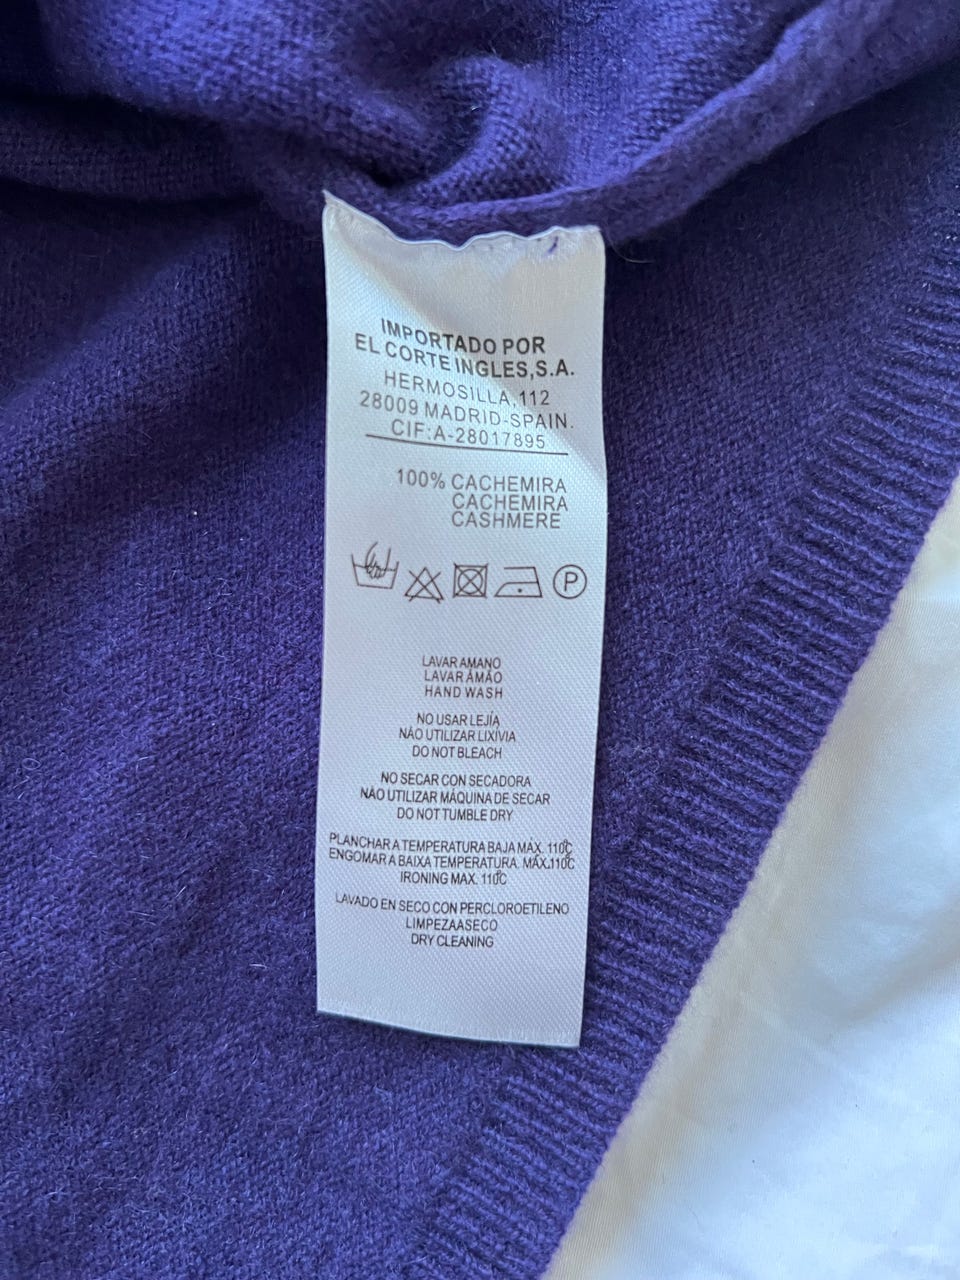 IMPORTADO POR
EL CORTE INGLES,S.A.
HERMOSILLA,112
28009 MADRID-SPAIN.
CIF:A-28017895
100% CACHEMIRA
CACHEMIRA
CASHMERE
P
LAVAR AMANO
LAVAR ÁMÃO
HAND WASH
NO USAR LEJÍA
NÃO UTILIZAR LIXÍVIA
DO NOT BLEACH
NO SECAR CON SECADORA
NÃO UTILIZAR MÁQUINA DE SECAR
DO NOT TUMBLE DRY
PLANCHAR A TEMPERATURA BAJA MÁX. 110℃
ENGOMAR A BAIXA TEMPERATURA. MÁX.110℃
IRONING MAX. 110℃
LAVADO EN SECO CON PERCLOROETILENO
LIMPEZAASECO
DRY CLEANING